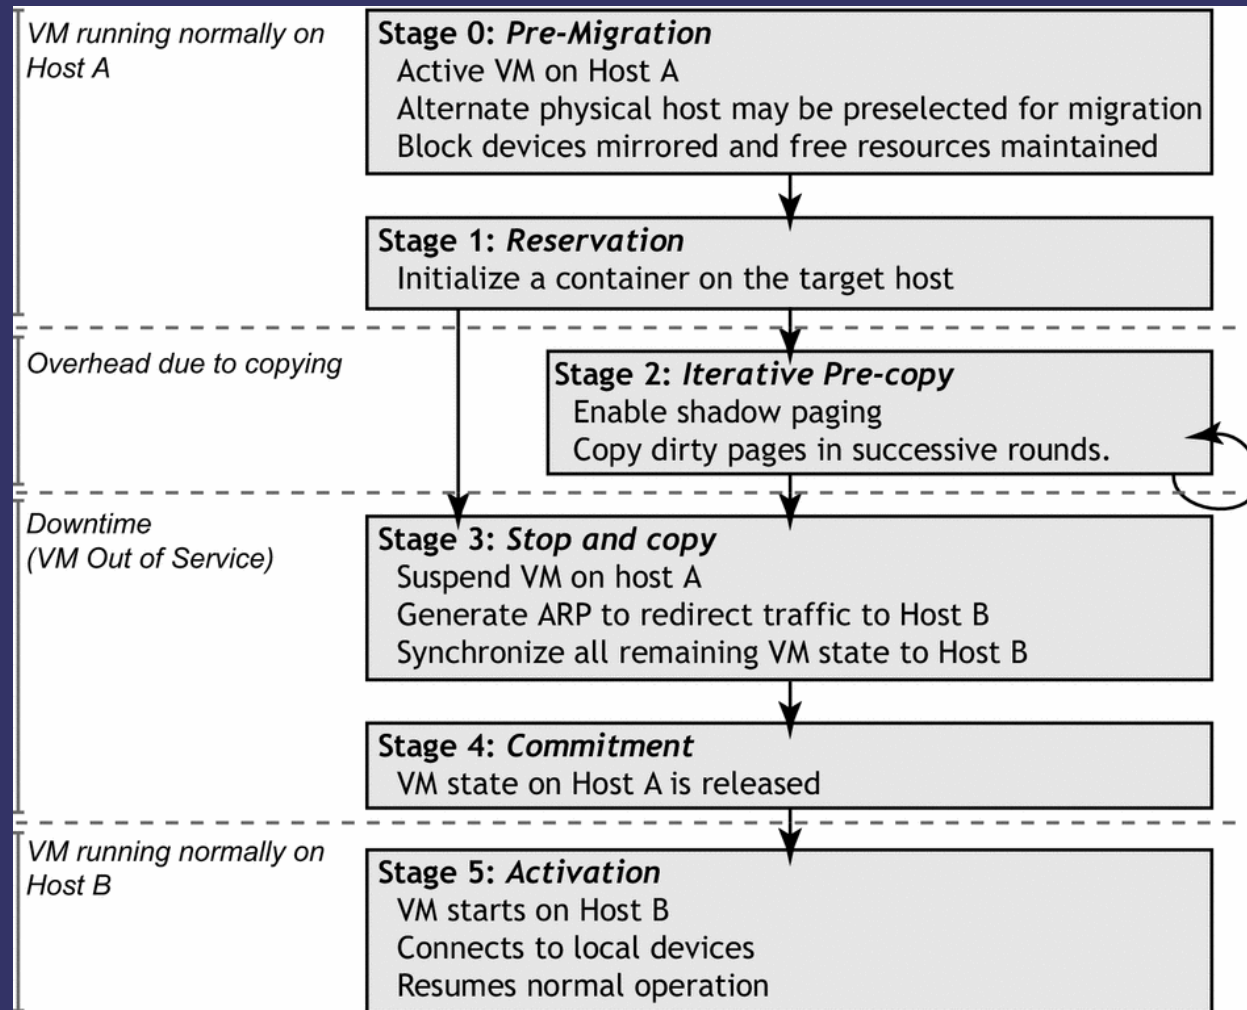 VM running normally on
Host A
Stage 0: Pre-Migration
Active VM on Host A
Alternate physical host may be preselected for migration
Block devices mirrored and free resources maintained
Stage 1: Reservation
Initialize a container on the target host
Overhead due to copying
Stage 2: Iterative Pre-copy
Enable shadow paging
Copy dirty pages in successive rounds.
Downtime
(VM Out of Service)
Stage 3: Stop and copy
Suspend VM on host A
Generate ARP to redirect traffic to Host B
Synchronize all remaining VM state to Host B
Stage 4: Commitment
VM state on Host A is released
VM running normally on
Host B
Stage 5: Activation
VM starts on Host B
Connects to local devices
Resumes normal operation